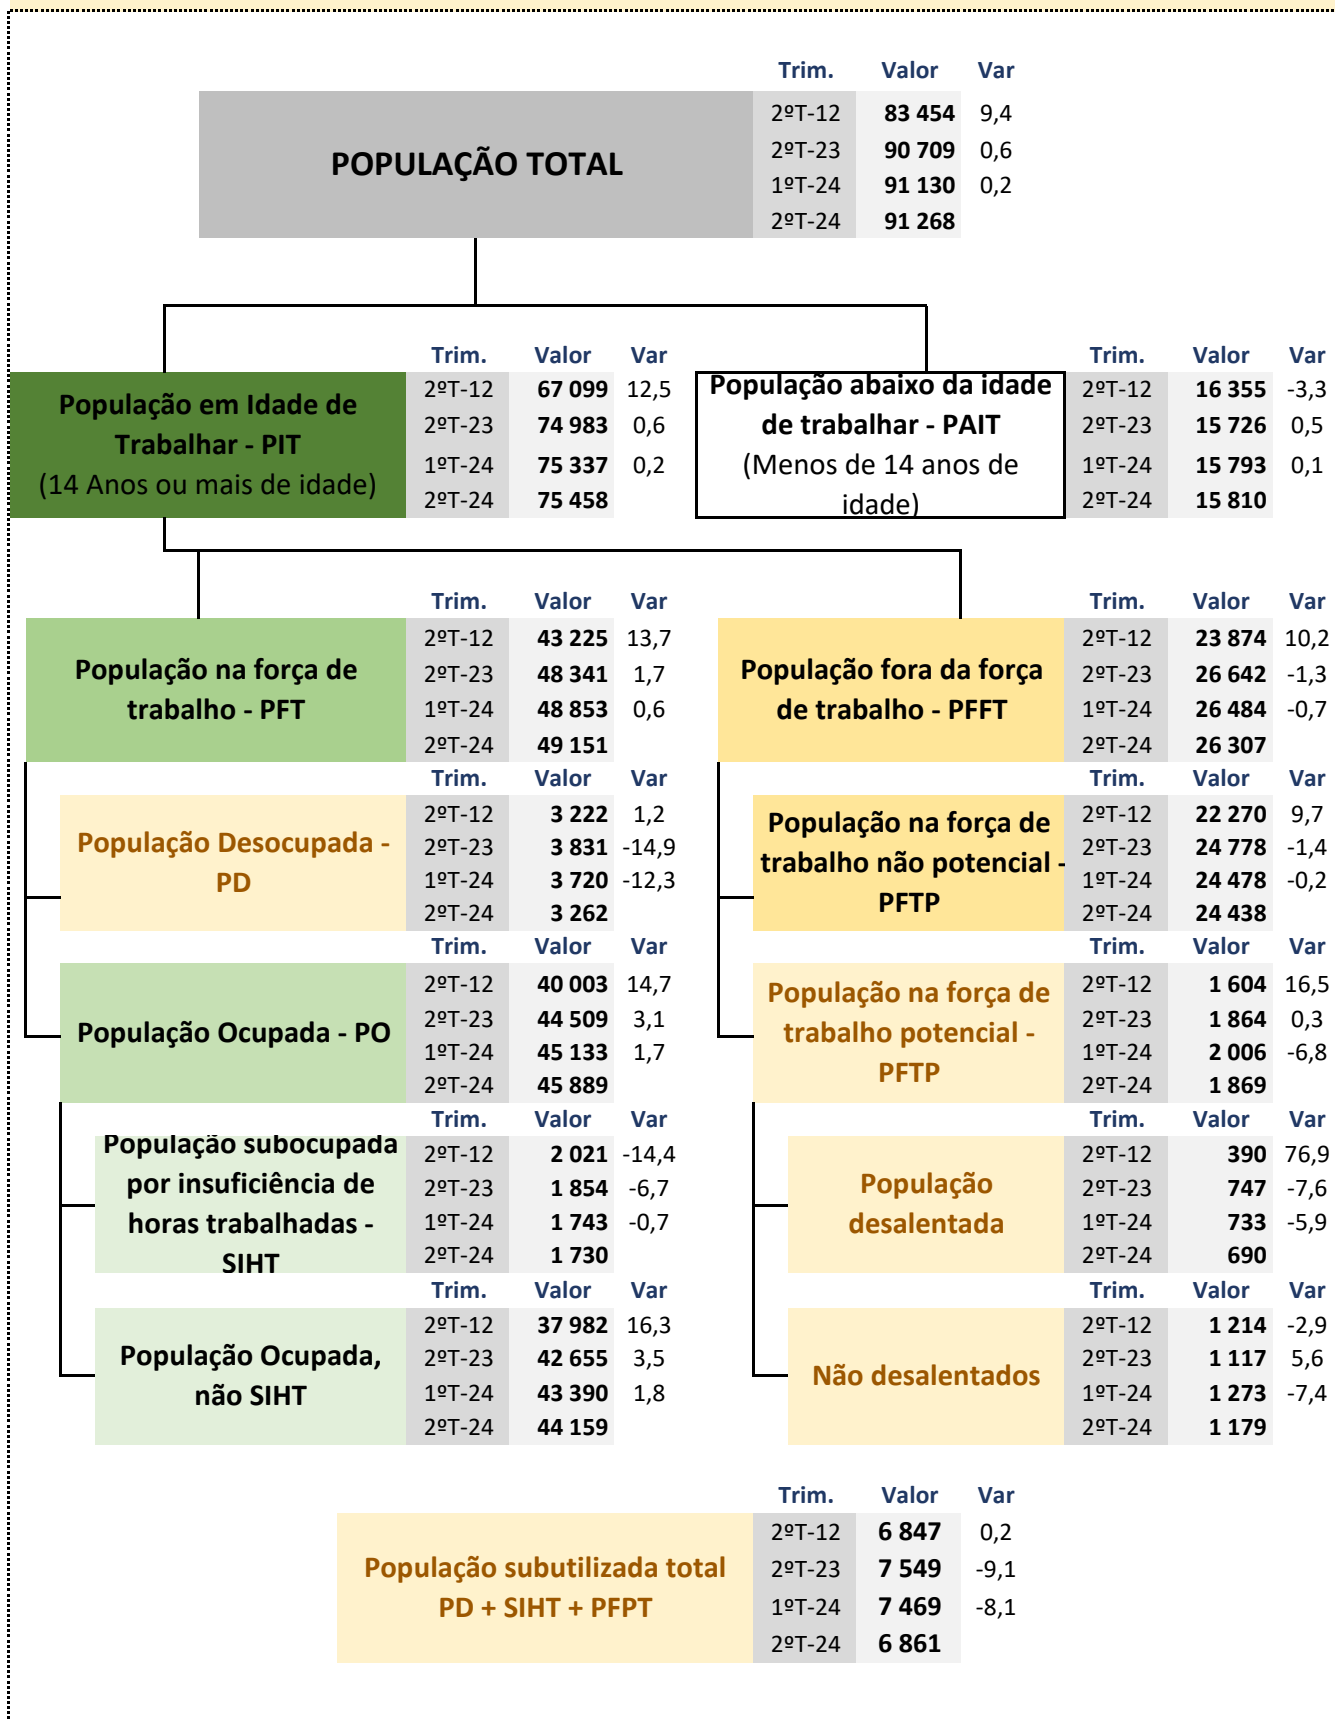 Trim. Valor Var
POPULAÇÃO TOTAL
2ºT-12 83 454 9,4
2ºT-23 90 709 0,6
1ºT-24 91 130 0,2
2ºT-24 91 268
Trim. Valor Var
População em Idade de
Trabalhar - PIT
(14 Anos ou mais de idade)
2ºT-12 67 099 12,5
2ºT-23 74 983 0,6
1ºT-24 75 337 0,2
2ºT-24 75 458
Trim. Valor Var
População abaixo da idade
de trabalhar - PAIT
(Menos de 14 anos de
idade)
2ºT-12 16 355 -3,3
2ºT-23 15 726 0,5
1ºT-24 15 793 0,1
2ºT-24 15 810
Trim. Valor Var
População na força de
trabalho - PFT
2ºT-12 43 225 13,7
2ºT-23 48 341 1,7
1ºT-24 48 853 0,6
2ºT-24 49 151
Trim. Valor Var
População Desocupada -
PD
2ºT-12 3 222 1,2
2ºT-23 3 831 -14,9
1ºT-24 3 720 -12,3
2ºT-24 3 262
Trim. Valor Var
População Ocupada - PO
2ºT-12 40 003 14,7
2ºT-23 44 509 3,1
1ºT-24 45 133 1,7
2ºT-24 45 889
Trim. Valor Var
População subocupada
por insuficiência de
horas trabalhadas -
SIHT
2ºT-12 2 021 -14,4
2ºT-23 1 854 -6,7
1ºT-24 1 743 -0,7
2ºT-24 1 730
Trim. Valor Var
População Ocupada,
não SIHT
2ºT-12 37 982 16,3
2ºT-23 42 655 3,5
1ºT-24 43 390 1,8
2ºT-24 44 159
Trim. Valor Var
População fora da força
de trabalho - PFFT
2ºT-12 23 874 10,2
2ºT-23 26 642 -1,3
1ºT-24 26 484 -0,7
2ºT-24 26 307
Trim. Valor Var
População na força de
trabalho não potencial -
PFTP
2ºT-12 22 270 9,7
2ºT-23 24 778 -1,4
1ºT-24 24 478 -0,2
2ºT-24 24 438
Trim. Valor Var
População na força de
trabalho potencial -
PFTP
2ºT-12 1 604 16,5
2ºT-23 1 864 0,3
1ºT-24 2 006 -6,8
2ºT-24 1 869
Trim. Valor Var
População
desalentada
2ºT-12 390 76,9
2ºT-23 747 -7,6
1ºT-24 733 -5,9
2ºT-24 690
Trim. Valor Var
Não desalentados
2ºT-12 1 214 -2,9
2ºT-23 1 117 5,6
1ºT-24 1 273 -7,4
2ºT-24 1 179
Trim. Valor Var
População subutilizada total
PD + SIHT + PFPT
2ºT-12 6 847 0,2
2ºT-23 7 549 -9,1
1ºT-24 7 469 -8,1
2ºT-24 6 861